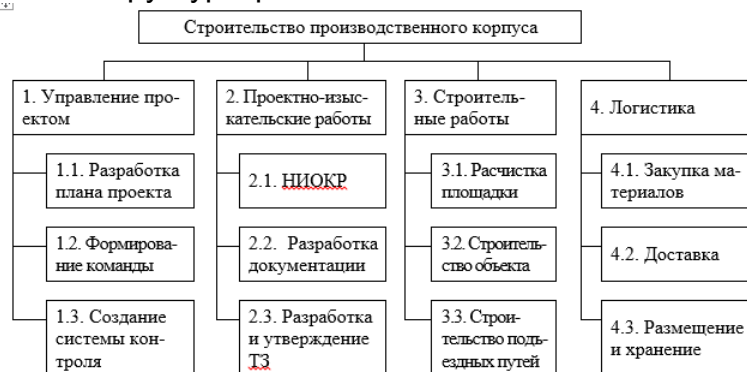 Строительство производственного корпуса
1. Управление про-
ектом
2. Проектно-изыс-
кательские работы
3. Строитель-
ные работы
4. Логистика
1.1. Разработка
плана проекта
2.1. НИОКР
3.1. Расчистка
площадки
4.1. Закупка ма-
териалов
1.2. Формирова-
ние команды
2.2. Разработка
документации
3.2. Строитель-
ство объекта
4.2. Доставка
1.3. Создание
системы кон-
троля
2.3. Разработка
и утверждение
ТЗ
3.3. Строи-
тельство подъ-
ездных путей
4.3. Размещение
и хранение